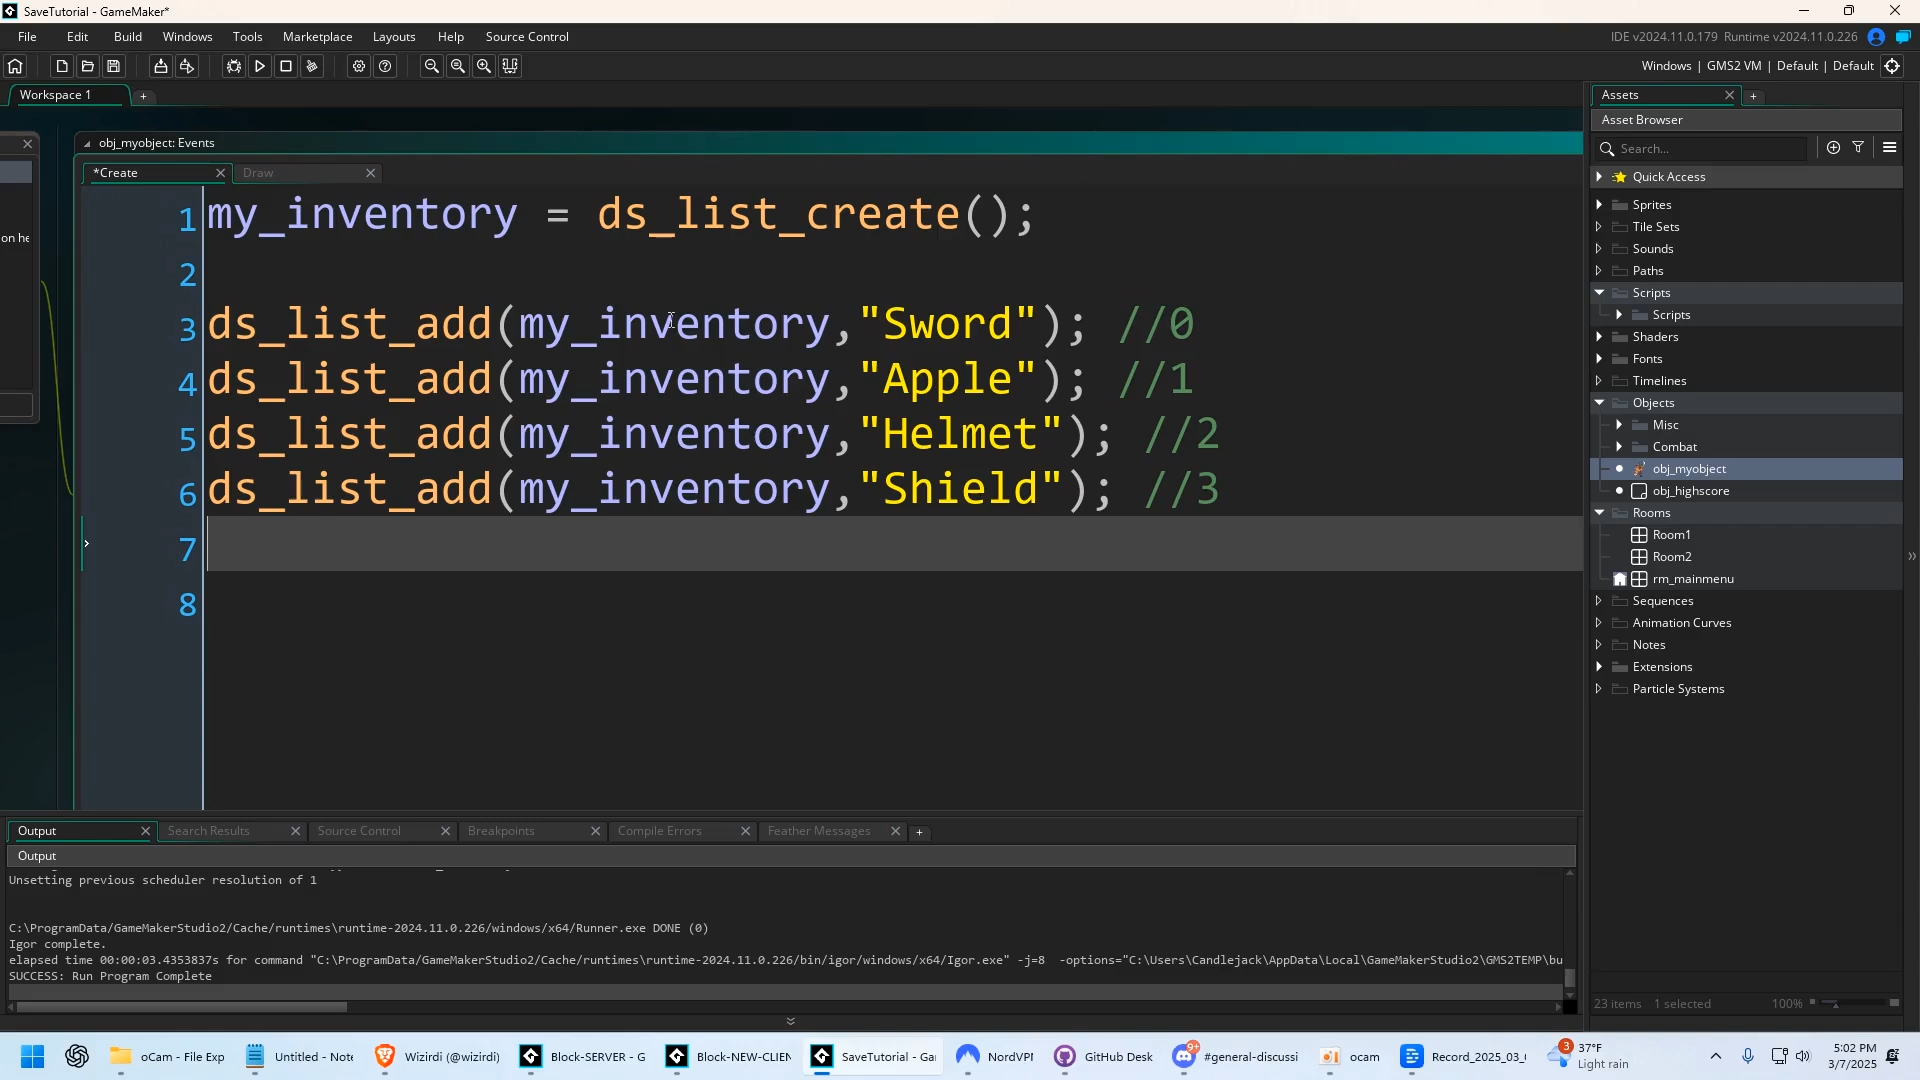 SaveTutorial - GameMaker*
File Edit Build Windows Tools Marketplace Layouts Help Source Control
IDE v2024.11.0.179 Runtime v2024.11.0.226
Windows | GMS2 VM | Default | Default
Workspace 1
obj_myobject: Events
*Create Draw
on he
1 my_inventory = ds_list_create();
2
3 ds_list_add(my_inventory,"Sword"); //0
4 ds_list_add(my_inventory,"Apple"); //1
5 ds_list_add(my_inventory,"Helmet"); //2
6 ds_list_add(my_inventory,"Shield"); //3
7
8
Assets
Asset Browser
Search...
Quick Access
Sprites
Tile Sets
Sounds
Paths
Scripts
Scripts
Shaders
Fonts
Timelines
Objects
Misc
Combat
obj_myobject
obj_highscore
Rooms
Room1
Room2
rm_mainmenu
Sequences
Animation Curves
Notes
Extensions
Particle Systems
23 items 1 selected 100%
Output Search Results Source Control Breakpoints Compile Errors Feather Messages
Output
Unsetting previous scheduler resolution of 1
C:\ProgramData/GameMakerStudio2/Cache/runtimes\runtime-2024.11.0.226/windows/x64/Runner.exe DONE (0)
Igor complete.
elapsed time 00:00:03.4353837s for command "C:\ProgramData/GameMakerStudio2/Cache/runtimes\runtime-2024.11.0.226/bin/igor/windows/x64/Igor.exe" -j=8 -options="C:\Users\Candlejack\AppData\Local\GameMakerStudio2\GMS2TEMP\bu
SUCCESS: Run Program Complete
oCam - File Exp Untitled - Note Wizirdi (@wizirdi) Block-SERVER - G Block-NEW-CLIEN SaveTutorial - Gar NordVPN GitHub Desk 9+ #general-discussi ocam Record_2025_03_ 3 37°F Light rain 5:02 PM 3/7/2025